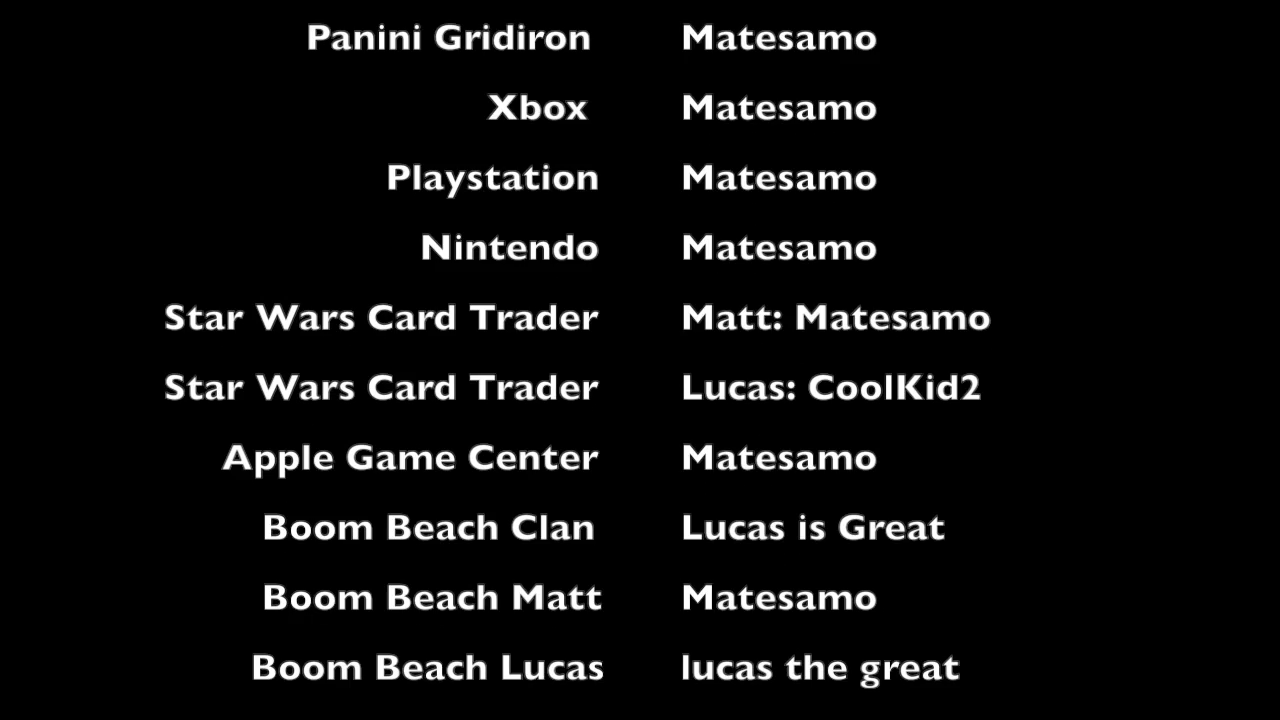 Panini Gridiron Matesamo
Xbox Matesamo
Playstation Matesamo
Nintendo Matesamo
Star Wars Card Trader Matt: Matesamo
Star Wars Card Trader Lucas: CoolKid2
Apple Game Center Matesamo
Boom Beach Clan Lucas is Great
Boom Beach Matt Matesamo
Boom Beach Lucas lucas the great